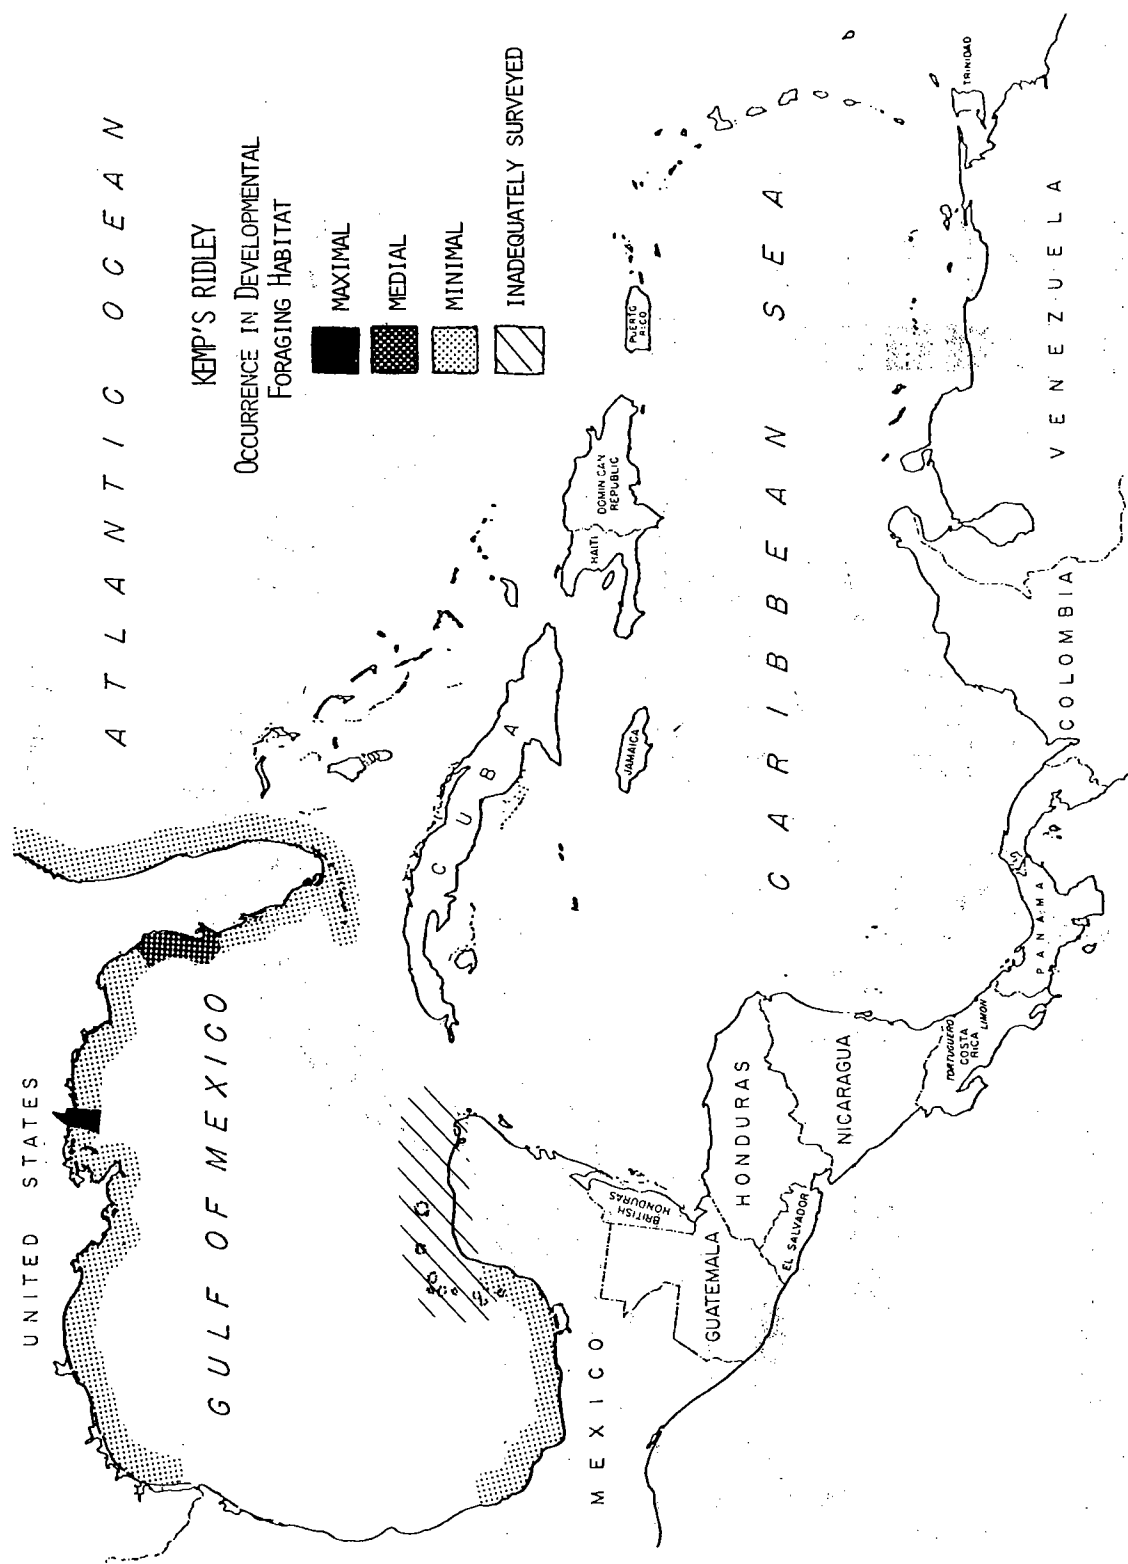 KEMP'S RIDLEY
OCCURRENCE IN DEVELOPMENTAL
FORAGING HABITAT
MAXIMAL
MEDIAL
MINIMAL
INADEQUATELY SURVEYED
UNITED STATES
ATLANTIC OCEAN
GULF OF MEXICO
CUBA
HAITI
DOMINICAN
REPUBLIC
PUERTO
RICO
JAMAICA
MEXICO
BRITISH
HONDURAS
GUATEMALA
HONDURAS
EL SALVADOR
NICARAGUA
CARIBBEAN SEA
TORTUGUERO
COSTA
RICA
LIMON
PANAMA
COLOMBIA
VENEZUELA
TRINIDAD